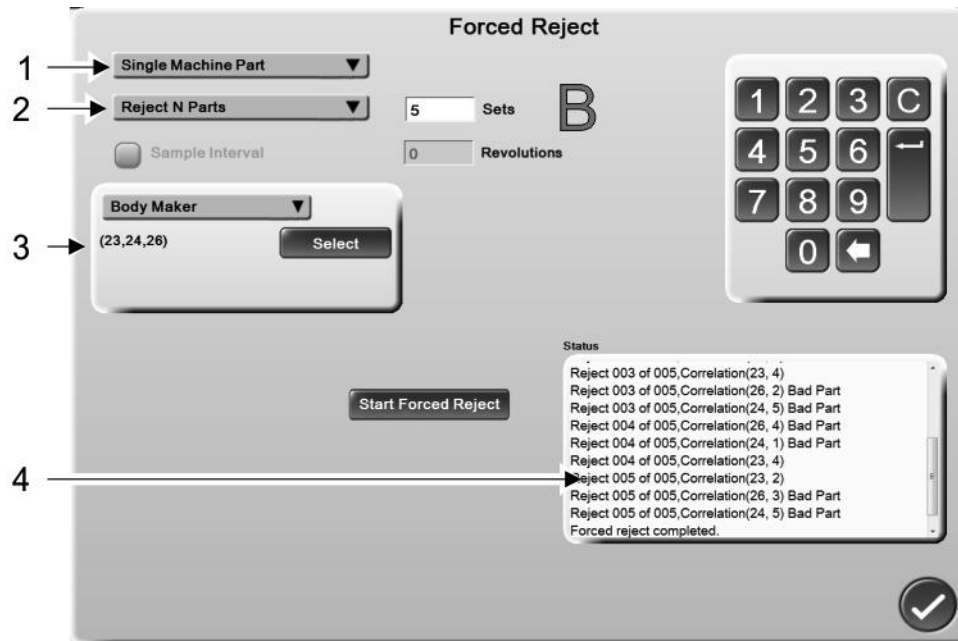 Forced Reject
1 Single Machine Part
2 Reject N Parts 5 Sets B
Sample Interval 0 Revolutions
1 2 3 C
4 5 6
7 8 9
0
Body Maker
3 (23,24,26) Select
Status
Reject 003 of 005,Correlation(23, 4)
Reject 003 of 005,Correlation(26, 2) Bad Part
Reject 003 of 005,Correlation(24, 5) Bad Part
Reject 004 of 005,Correlation(26, 4) Bad Part
Reject 004 of 005,Correlation(24, 1) Bad Part
Reject 004 of 005,Correlation(23, 4)
Reject 005 of 005,Correlation(23, 2)
Reject 005 of 005,Correlation(26, 3) Bad Part
Reject 005 of 005,Correlation(24, 5) Bad Part
Forced reject completed.
Start Forced Reject
4